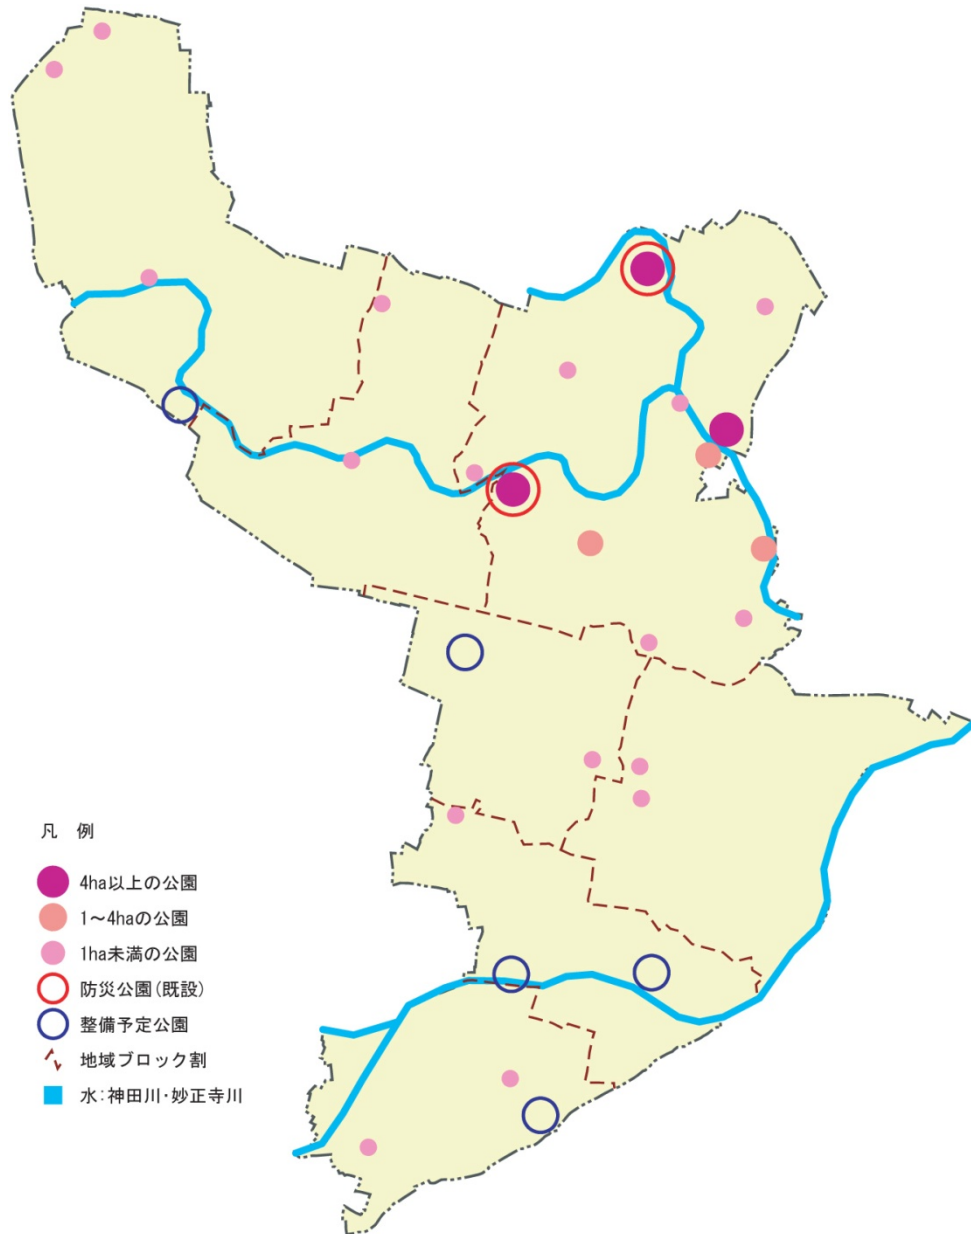 凡 例
4ha以上の公園
1～4haの公園
1ha未満の公園
防災公園(既設)
整備予定公園
地域ブロック割
水:神田川・妙正寺川